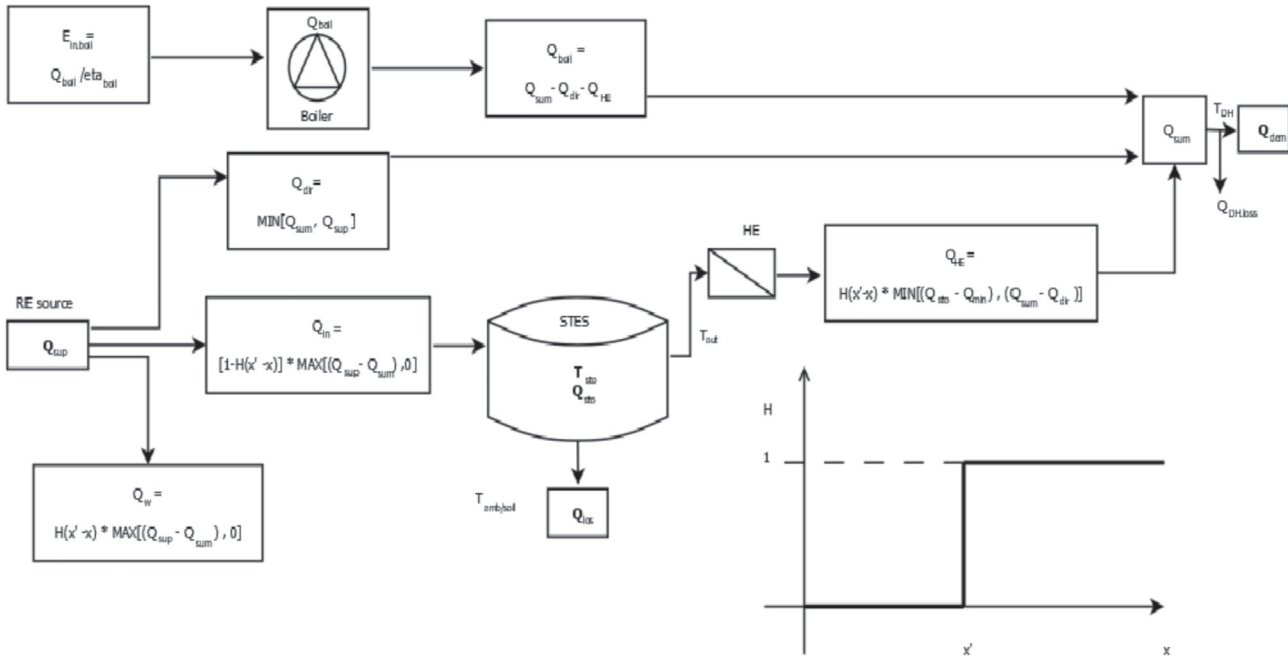 E_in.boil =
Q_boil /eta_boil
Q_boil
Boiler
Q_boil =
Q_sum - Q_dir - Q_HE
Q_sum
T_DH
Q_dem
Q_DH.loss
Q_dir =
MIN[Q_sum, Q_sup]
HE
Q_HE =
H(x'-x) * MIN[(Q_sto - Q_min), (Q_sum - Q_dir)]
RE source
Q_sup
Q_in =
[1-H(x'-x)] * MAX[(Q_sup - Q_sum), 0]
STES
T_sto
Q_sto
T_out
Q_w =
H(x'-x) * MAX[(Q_sup - Q_sum), 0]
T_amb/soil
Q_los
H
1
x'
x